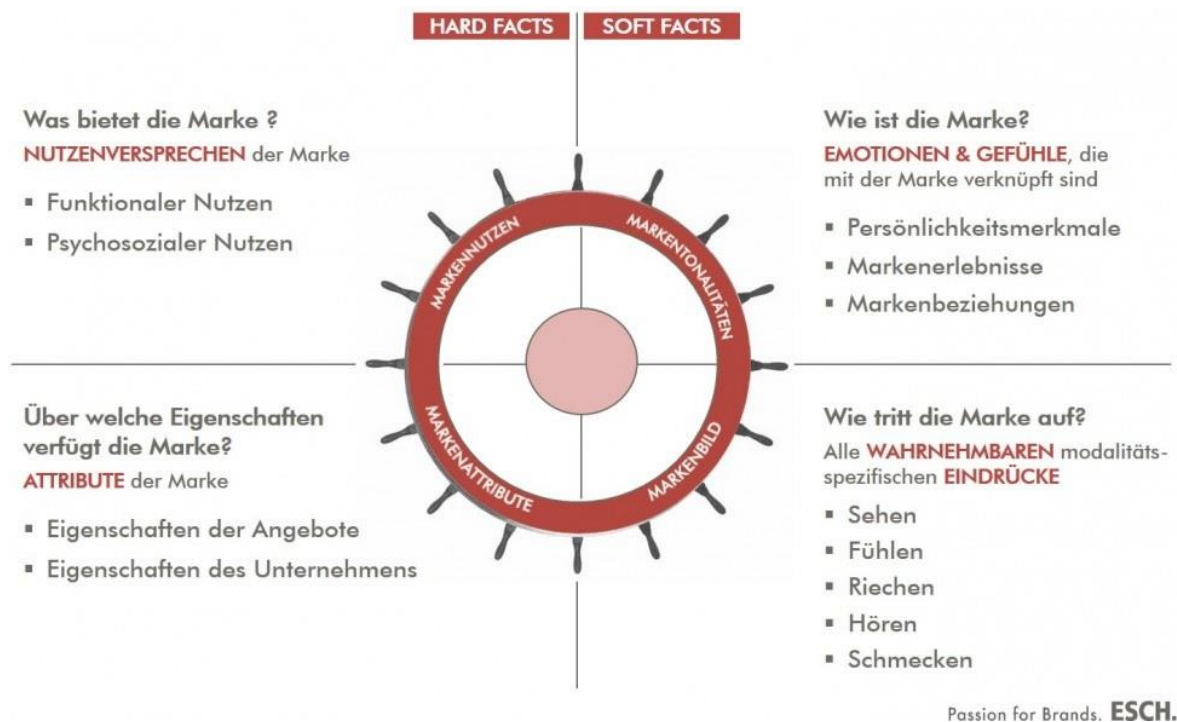 HARD FACTS
SOFT FACTS
Was bietet die Marke ?
NUTZENVERSPRECHEN der Marke
▪ Funktionaler Nutzen
▪ Psychosozialer Nutzen
Wie ist die Marke?
EMOTIONEN & GEFÜHLE, die
mit der Marke verknüpft sind
▪ Persönlichkeitsmerkmale
▪ Markenerlebnisse
▪ Markenbeziehungen
MARKENNUTZEN
MARKENTONALITÄTEN
MARKENATTRIBUTE
MARKENBILD
Über welche Eigenschaften
verfügt die Marke?
ATTRIBUTE der Marke
▪ Eigenschaften der Angebote
▪ Eigenschaften des Unternehmens
Wie tritt die Marke auf?
Alle WAHRNEHMBAREN modalitäts-
spezifischen EINDRÜCKE
▪ Sehen
▪ Fühlen
▪ Riechen
▪ Hören
▪ Schmecken
Passion for Brands. ESCH.